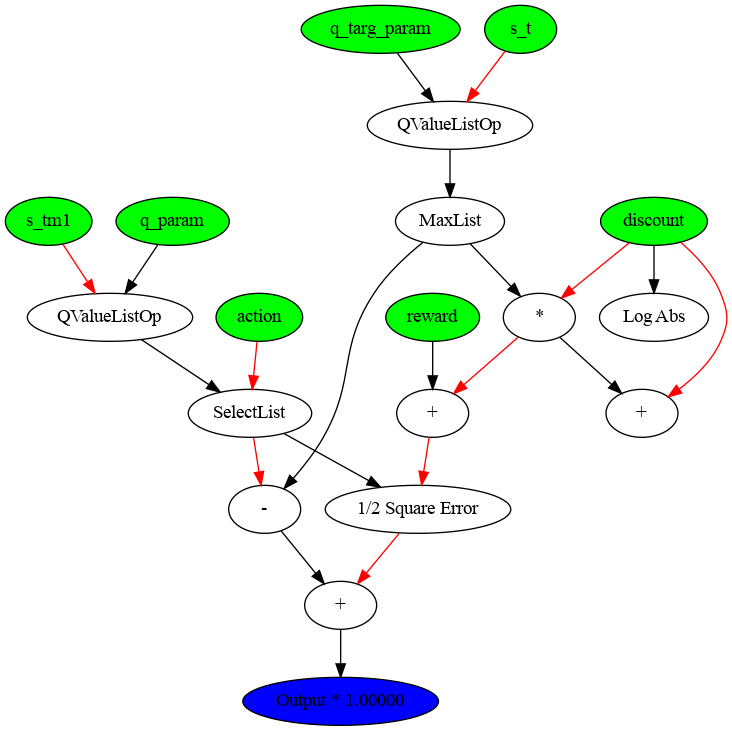 q_targ_param
s_t
QValueListOp
s_tm1
q_param
MaxList
discount
QValueListOp
action
reward
*
Log Abs
SelectList
+
+
-
1/2 Square Error
+
Output * 1.00000